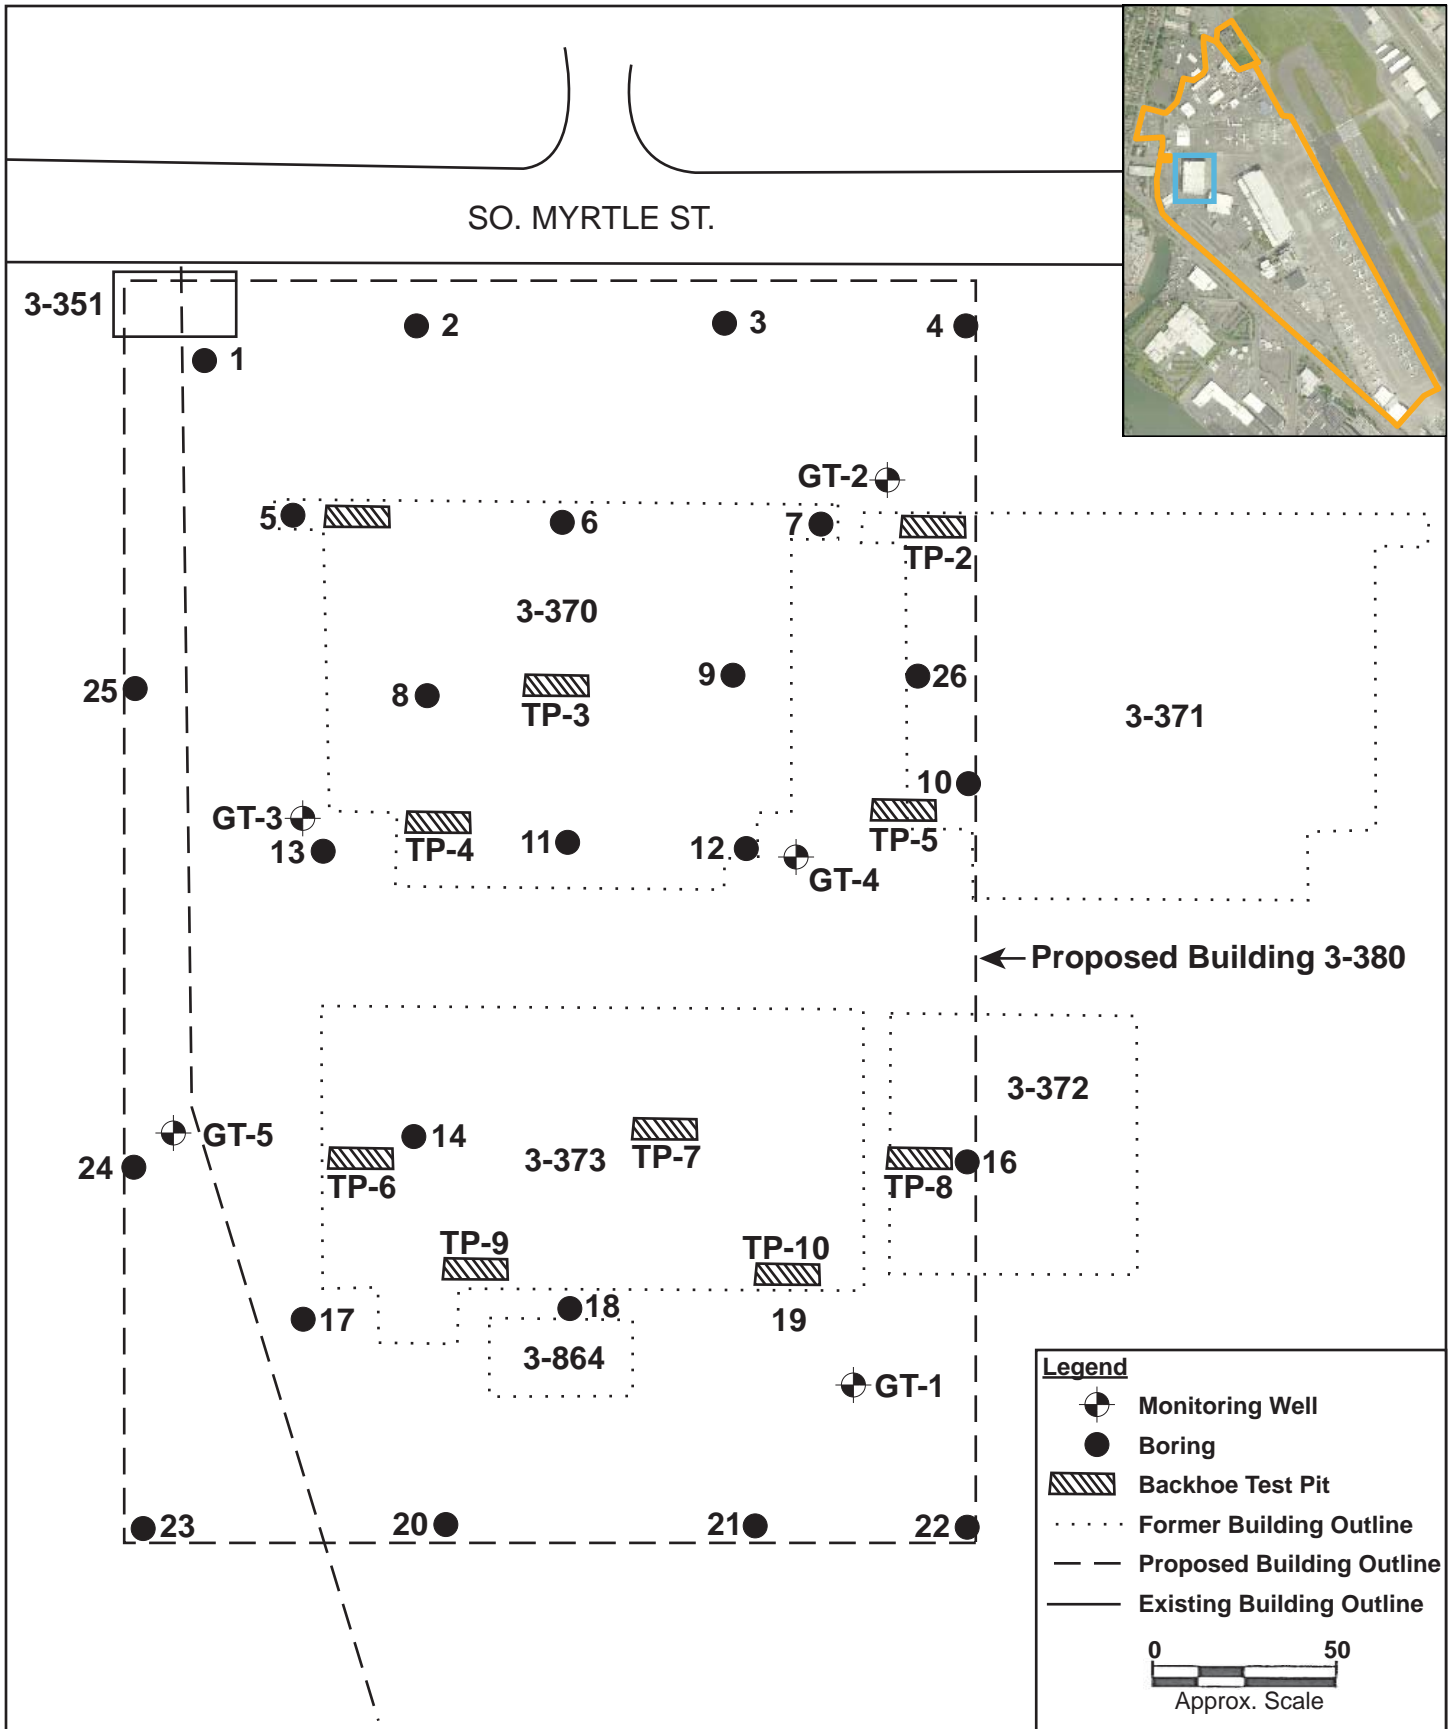 SO. MYRTLE ST.
3-351
1
2
3
4
GT-2
5
6
7
TP-2
3-370
25
8
TP-3
9
26
3-371
10
GT-3
13
TP-4
11
12
GT-4
TP-5
Proposed Building 3-380
3-372
GT-5
24
14
TP-6
3-373
TP-7
TP-8
16
TP-9
TP-10
17
18
19
3-864
GT-1
23
20
21
22
Legend
Monitoring Well
Boring
Backhoe Test Pit
Former Building Outline
Proposed Building Outline
Existing Building Outline
0 50
Approx. Scale